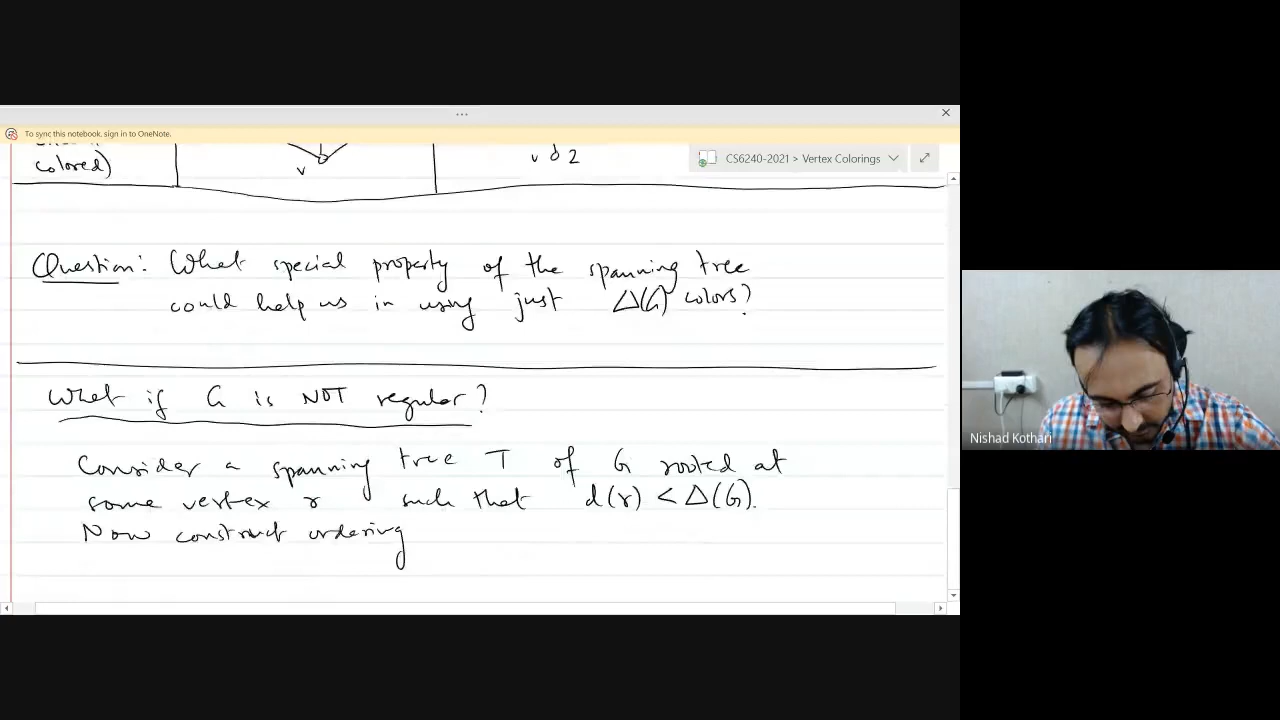 To sync this notebook, sign in to OneNote.
colored)
v
v 2
CS6240-2021 > Vertex Colorings
Question: What special property of the spanning tree
could help us in using just Δ(G) colors?
What if G is NOT regular?
Consider a spanning tree T of G rooted at
some vertex r such that d(r) < Δ(G).
Now construct ordering
Nishad Kothari